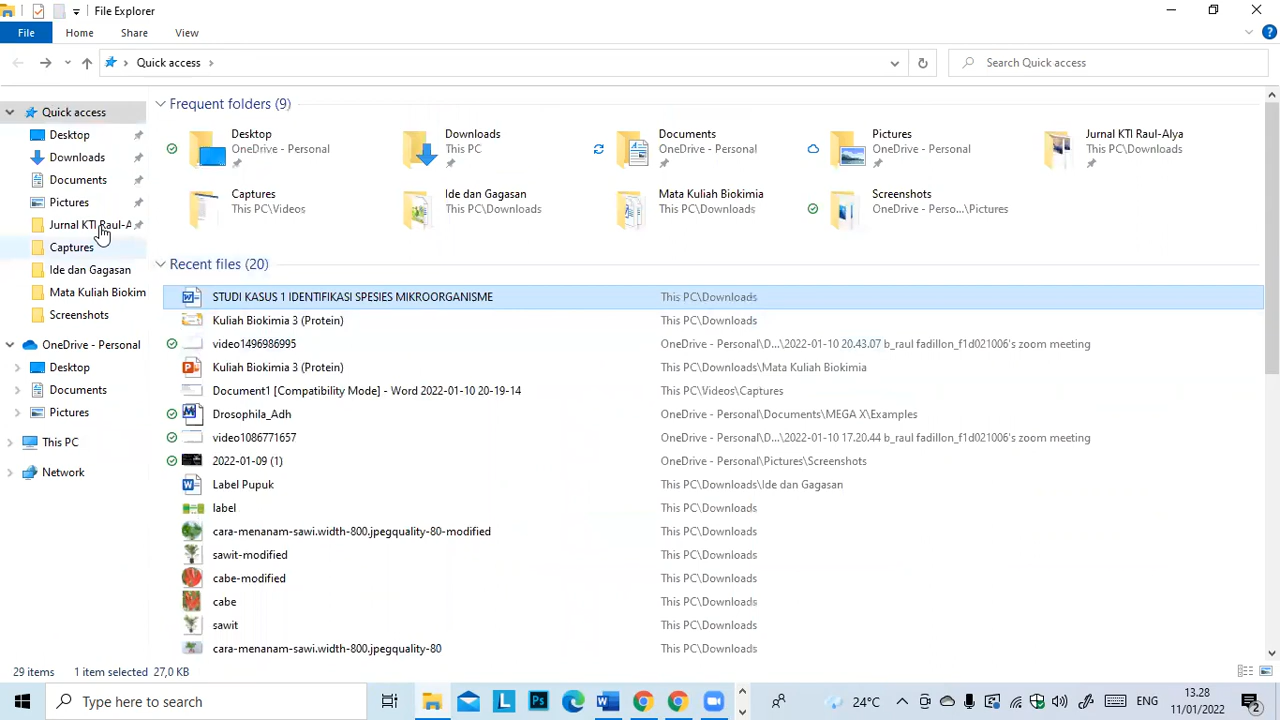 File Explorer
File Home Share View
Quick access Search Quick access
Quick access
Desktop
Downloads
Documents
Pictures
Jurnal KTI Raul-A
Captures
Ide dan Gagasan
Mata Kuliah Biokim
Screenshots
OneDrive - Personal
Desktop
Documents
Pictures
This PC
Network
Frequent folders (9)
Desktop
OneDrive - Personal
Downloads
This PC
Documents
OneDrive - Personal
Pictures
OneDrive - Personal
Jurnal KTI Raul-Alya
This PC\Downloads
Captures
This PC\Videos
Ide dan Gagasan
This PC\Downloads
Mata Kuliah Biokimia
This PC\Downloads
Screenshots
OneDrive - Perso...\Pictures
Recent files (20)
STUDI KASUS 1 IDENTIFIKASI SPESIES MIKROORGANISME This PC\Downloads
Kuliah Biokimia 3 (Protein) This PC\Downloads
video1496986995 OneDrive - Personal\D...\2022-01-10 20.43.07 b_raul fadillon_f1d021006's zoom meeting
Kuliah Biokimia 3 (Protein) This PC\Downloads\Mata Kuliah Biokimia
Document1 [Compatibility Mode] - Word 2022-01-10 20-19-14 This PC\Videos\Captures
Drosophila_Adh OneDrive - Personal\Documents\MEGA X\Examples
video1086771657 OneDrive - Personal\D...\2022-01-10 17.20.44 b_raul fadillon_f1d021006's zoom meeting
2022-01-09 (1) OneDrive - Personal\Pictures\Screenshots
Label Pupuk This PC\Downloads\Ide dan Gagasan
label This PC\Downloads
cara-menanam-sawi.width-800.jpegquality-80-modified This PC\Downloads
sawit-modified This PC\Downloads
cabe-modified This PC\Downloads
cabe This PC\Downloads
sawit This PC\Downloads
cara-menanam-sawi.width-800.jpegquality-80 This PC\Downloads
29 items 1 item selected 27,0 KB
Type here to search L Ps 24°C ENG 13.28
11/01/2022 2